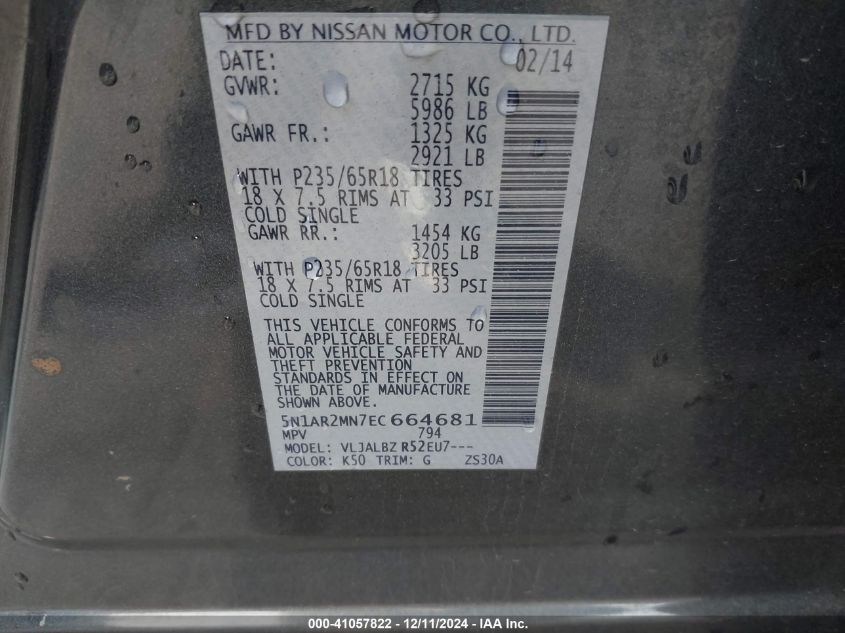 MFD BY NISSAN MOTOR CO., LTD.
DATE: 02/14
GVWR: 2715 KG
5986 LB
GAWR FR.: 1325 KG
2921 LB
WITH P235/65R18 TIRES
18 X 7.5 RIMS AT 33 PSI
COLD SINGLE
GAWR RR.: 1454 KG
3205 LB
WITH P235/65R18 TIRES
18 X 7.5 RIMS AT 33 PSI
COLD SINGLE
THIS VEHICLE CONFORMS TO
ALL APPLICABLE FEDERAL
MOTOR VEHICLE SAFETY AND
THEFT PREVENTION
STANDARDS IN EFFECT ON
THE DATE OF MANUFACTURE
SHOWN ABOVE.
5N1AR2MN7EC 664681
MPV 794
MODEL: VLJALBZ R52EU7---
COLOR: K50 TRIM: G ZS30A
000-41057822 - 12/11/2024 - IAA Inc.